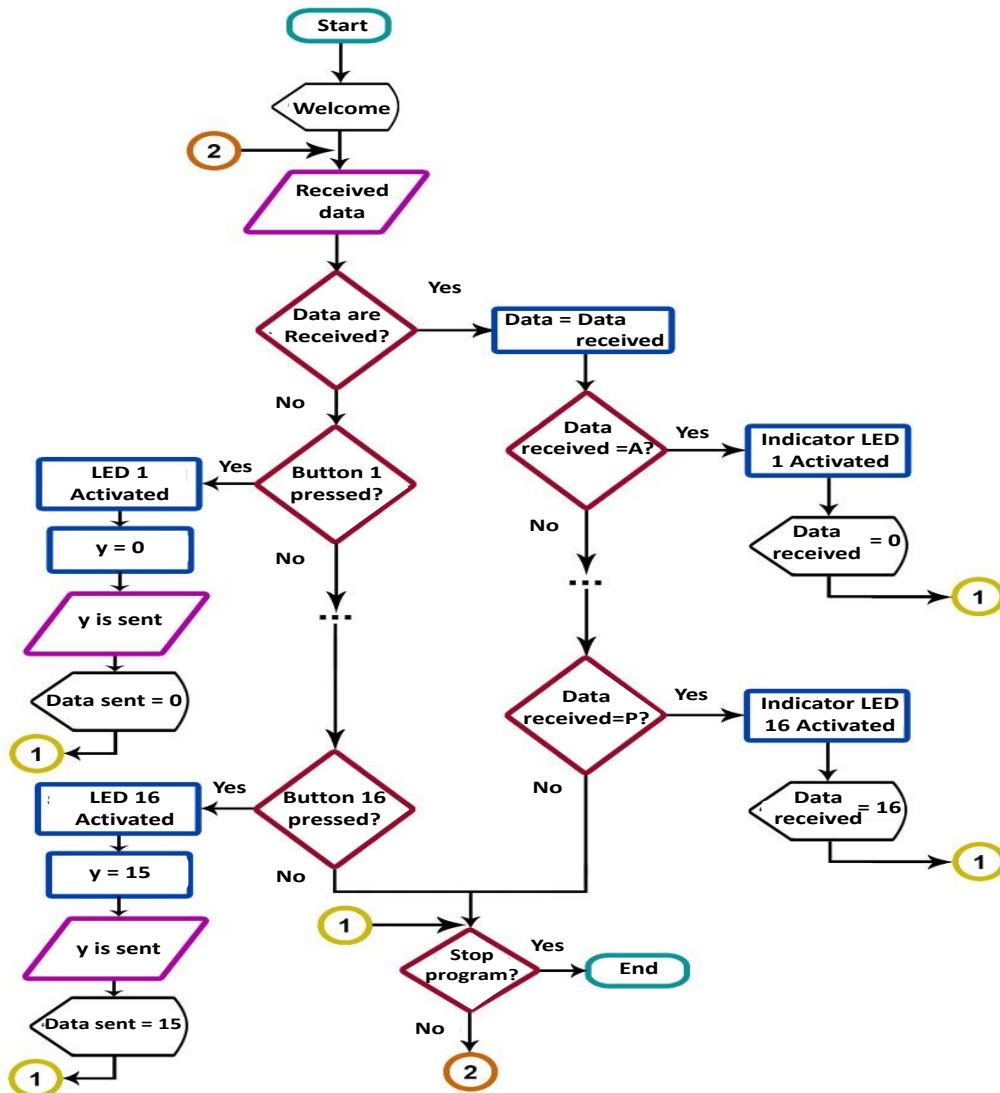 Start
Welcome
2
Received
data
Data are
Received?
Yes
Data = Data
received
No
Data
received =A?
Yes
Indicator LED
1 Activated
Data
received = 0
1
No
...
Button 1
pressed?
Yes
LED 1
Activated
y = 0
y is sent
Data sent = 0
1
No
...
Data
received=P?
Yes
Indicator LED
16 Activated
Data
received = 16
1
No
Button 16
pressed?
Yes
LED 16
Activated
y = 15
y is sent
Data sent = 15
1
No
1
Stop
program?
Yes
End
No
2